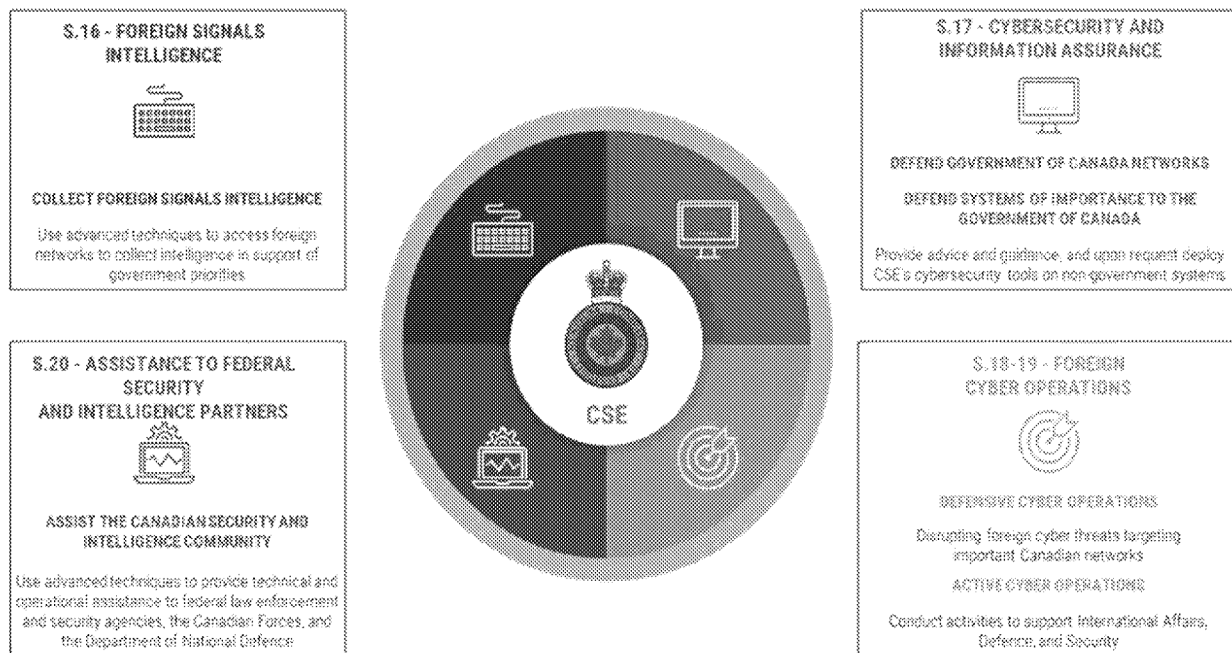 S.16 - FOREIGN SIGNALS
INTELLIGENCE
COLLECT FOREIGN SIGNALS INTELLIGENCE
Use advanced techniques to access foreign
networks to collect intelligence in support of
government priorities
S.17 - CYBERSECURITY AND
INFORMATION ASSURANCE
DEFEND GOVERNMENT OF CANADA NETWORKS
DEFEND SYSTEMS OF IMPORTANCE TO THE
GOVERNMENT OF CANADA
Provide advice and guidance, and upon request deploy
CSE's cybersecurity tools on non-government systems
CSE
S.20 - ASSISTANCE TO FEDERAL
SECURITY
AND INTELLIGENCE PARTNERS
ASSIST THE CANADIAN SECURITY AND
INTELLIGENCE COMMUNITY
Use advanced techniques to provide technical and
operational assistance to federal law enforcement
and security agencies, the Canadian Forces, and
the Department of National Defence
S.18-19 - FOREIGN
CYBER OPERATIONS
DEFENSIVE CYBER OPERATIONS
Disrupting foreign cyber threats targeting
important Canadian networks
ACTIVE CYBER OPERATIONS
Conduct activities to support International Affairs,
Defence, and Security